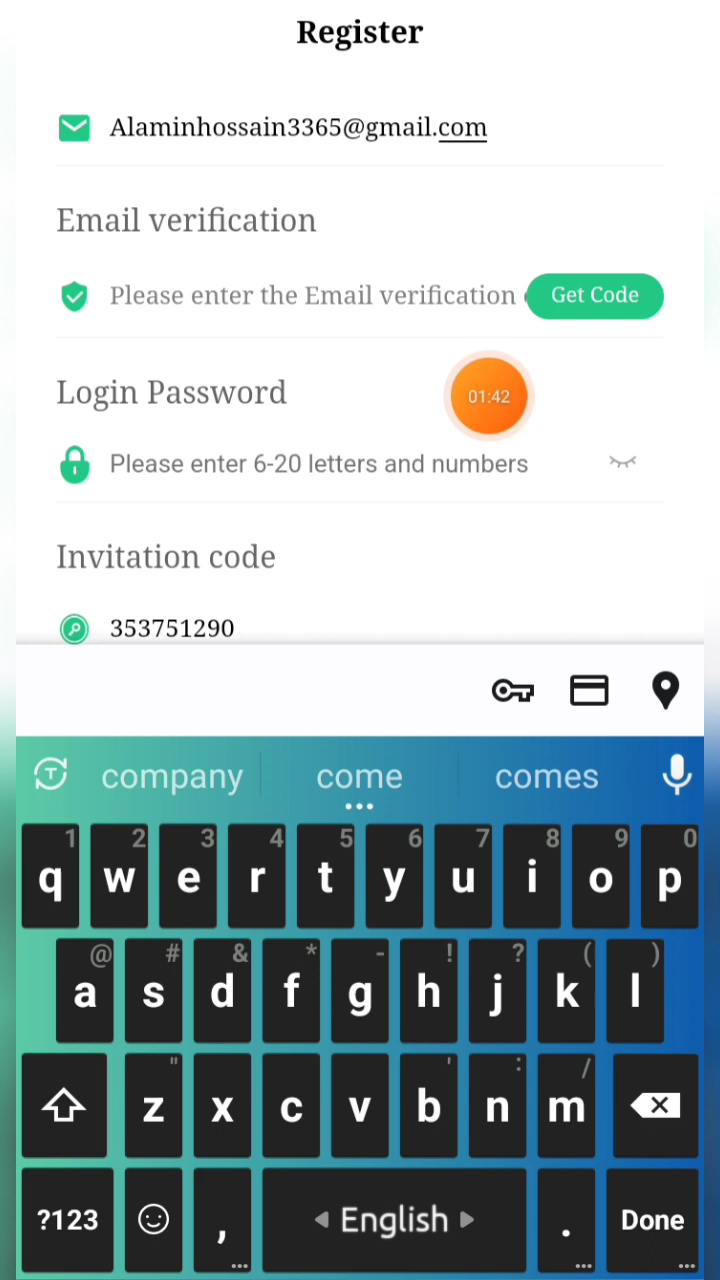 Register
Alaminhossain3365@gmail.com
Email verification
Please enter the Email verification
Get Code
Login Password
01:42
Please enter 6-20 letters and numbers
Invitation code
353751290
company come comes
1 2 3 4 5 6 7 8 9 0
q w e r t y u i o p
@ # & * - ! ? ( )
a s d f g h j k l
" ' : /
z x c v b n m
?123 , English . Done